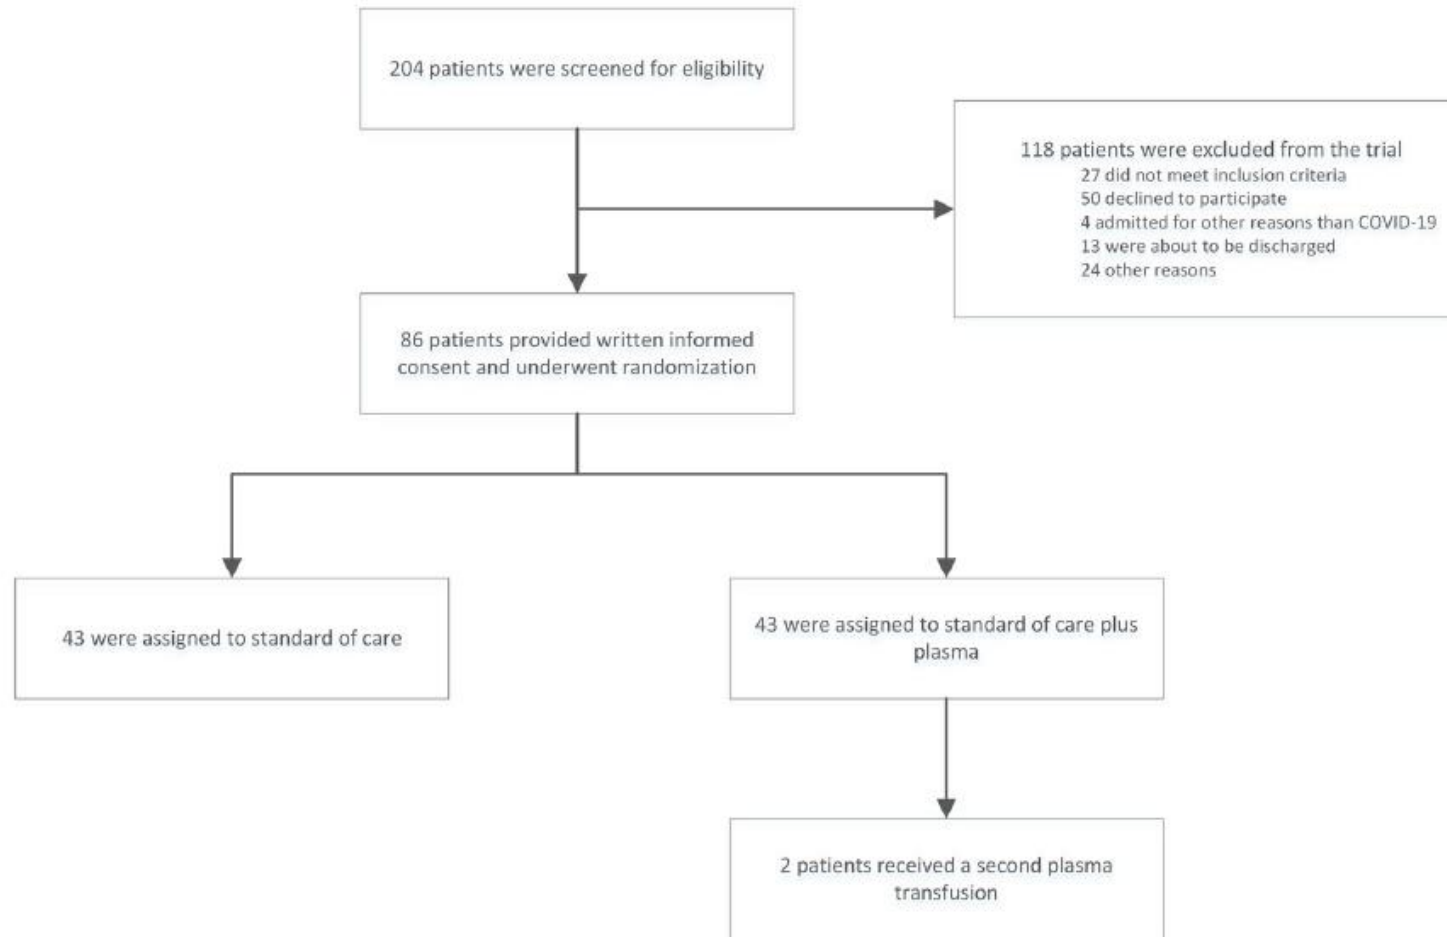 204 patients were screened for eligibility
118 patients were excluded from the trial
27 did not meet inclusion criteria
50 declined to participate
4 admitted for other reasons than COVID-19
13 were about to be discharged
24 other reasons
86 patients provided written informed
consent and underwent randomization
43 were assigned to standard of care
43 were assigned to standard of care plus
plasma
2 patients received a second plasma
transfusion